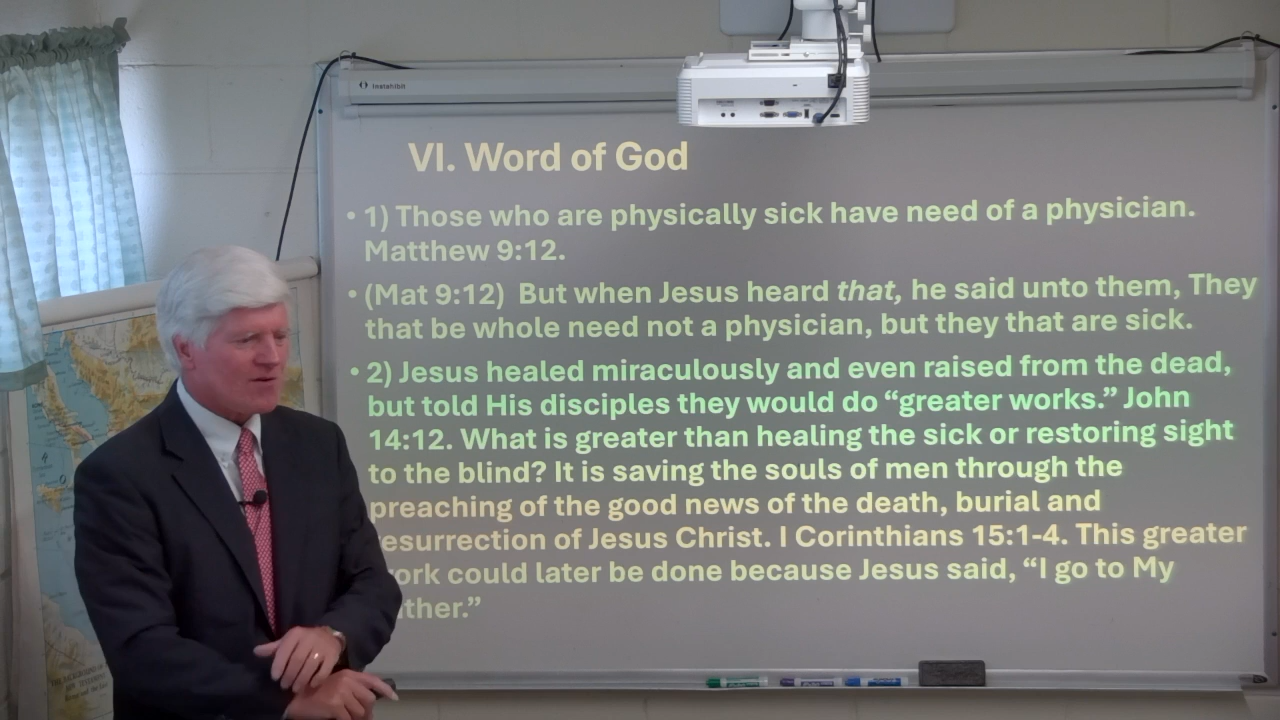 Instahibit
VI. Word of God
• 1) Those who are physically sick have need of a physician.
Matthew 9:12.
• (Mat 9:12) But when Jesus heard that, he said unto them, They
that be whole need not a physician, but they that are sick.
• 2) Jesus healed miraculously and even raised from the dead,
but told His disciples they would do “greater works.” John
14:12. What is greater than healing the sick or restoring sight
to the blind? It is saving the souls of men through the
preaching of the good news of the death, burial and
esurrection of Jesus Christ. I Corinthians 15:1-4. This greater
ork could later be done because Jesus said, “I go to My
ther.”